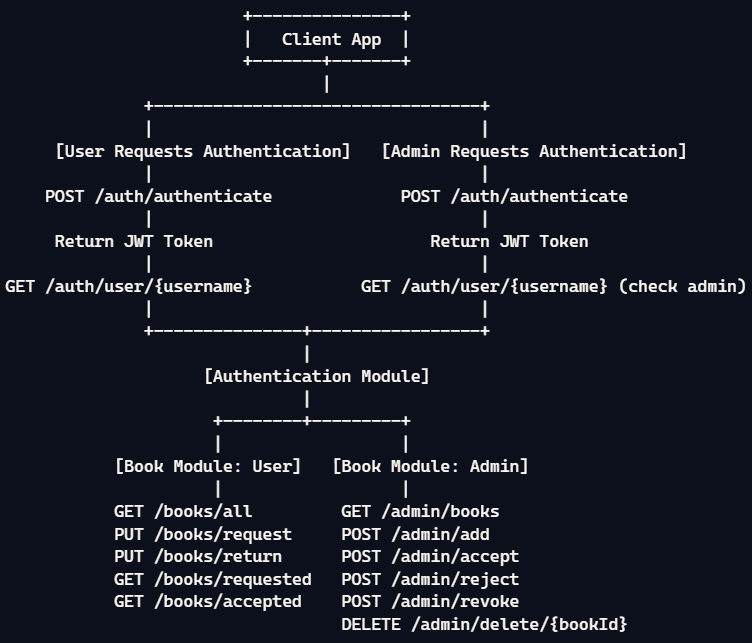 Client App
[User Requests Authentication] [Admin Requests Authentication]
POST /auth/authenticate POST /auth/authenticate
Return JWT Token Return JWT Token
GET /auth/user/{username} GET /auth/user/{username} (check admin)
[Authentication Module]
[Book Module: User] [Book Module: Admin]
GET /books/all GET /admin/books
PUT /books/request POST /admin/add
PUT /books/return POST /admin/accept
GET /books/requested POST /admin/reject
GET /books/accepted POST /admin/revoke
DELETE /admin/delete/{bookId}